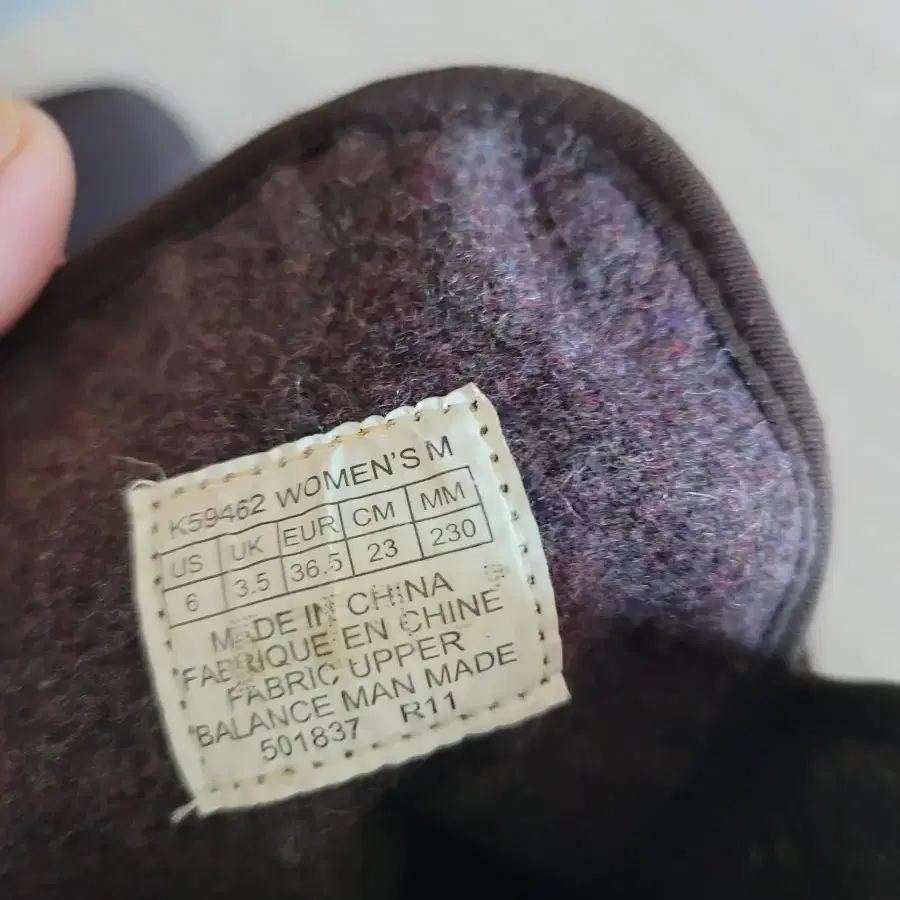 K59462 WOMEN'S M
US UK EUR CM MM
6 3.5 36.5 23 230
MADE IN CHINA
FABRIQUE EN CHINE
FABRIC UPPER
BALANCE MAN MADE
501837 R11